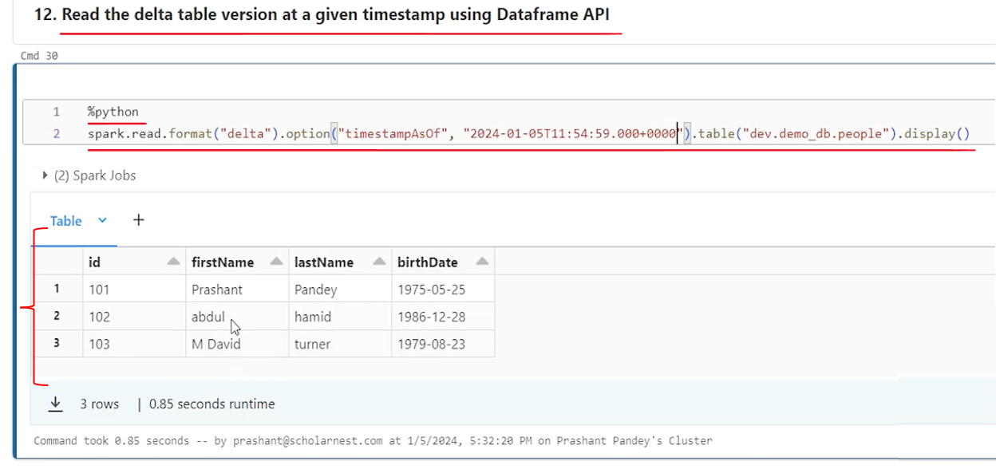 12. Read the delta table version at a given timestamp using Dataframe API
Cmd 30
1 %python
2 spark.read.format("delta").option("timestampAsOf", "2024-01-05T11:54:59.000+0000").table("dev.demo_db.people").display()
(2) Spark Jobs
Table +
id firstName lastName birthDate
1 101 Prashant Pandey 1975-05-25
2 102 abdul hamid 1986-12-28
3 103 M David turner 1979-08-23
3 rows | 0.85 seconds runtime
Command took 0.85 seconds -- by prashant@scholarnest.com at 1/5/2024, 5:32:20 PM on Prashant Pandey's Cluster